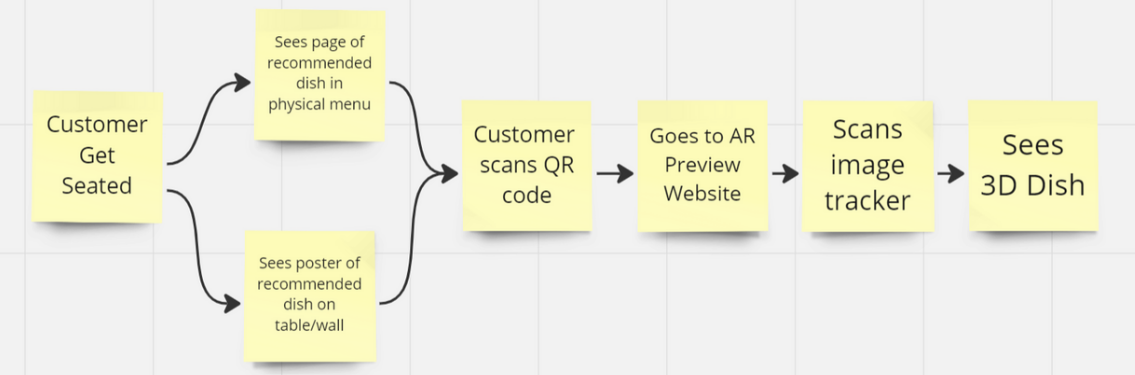 Customer
Get
Seated
Sees page of
recommended
dish in
physical menu
Sees poster of
recommended
dish on
table/wall
Customer
scans QR
code
Goes to AR
Preview
Website
Scans
image
tracker
Sees
3D Dish